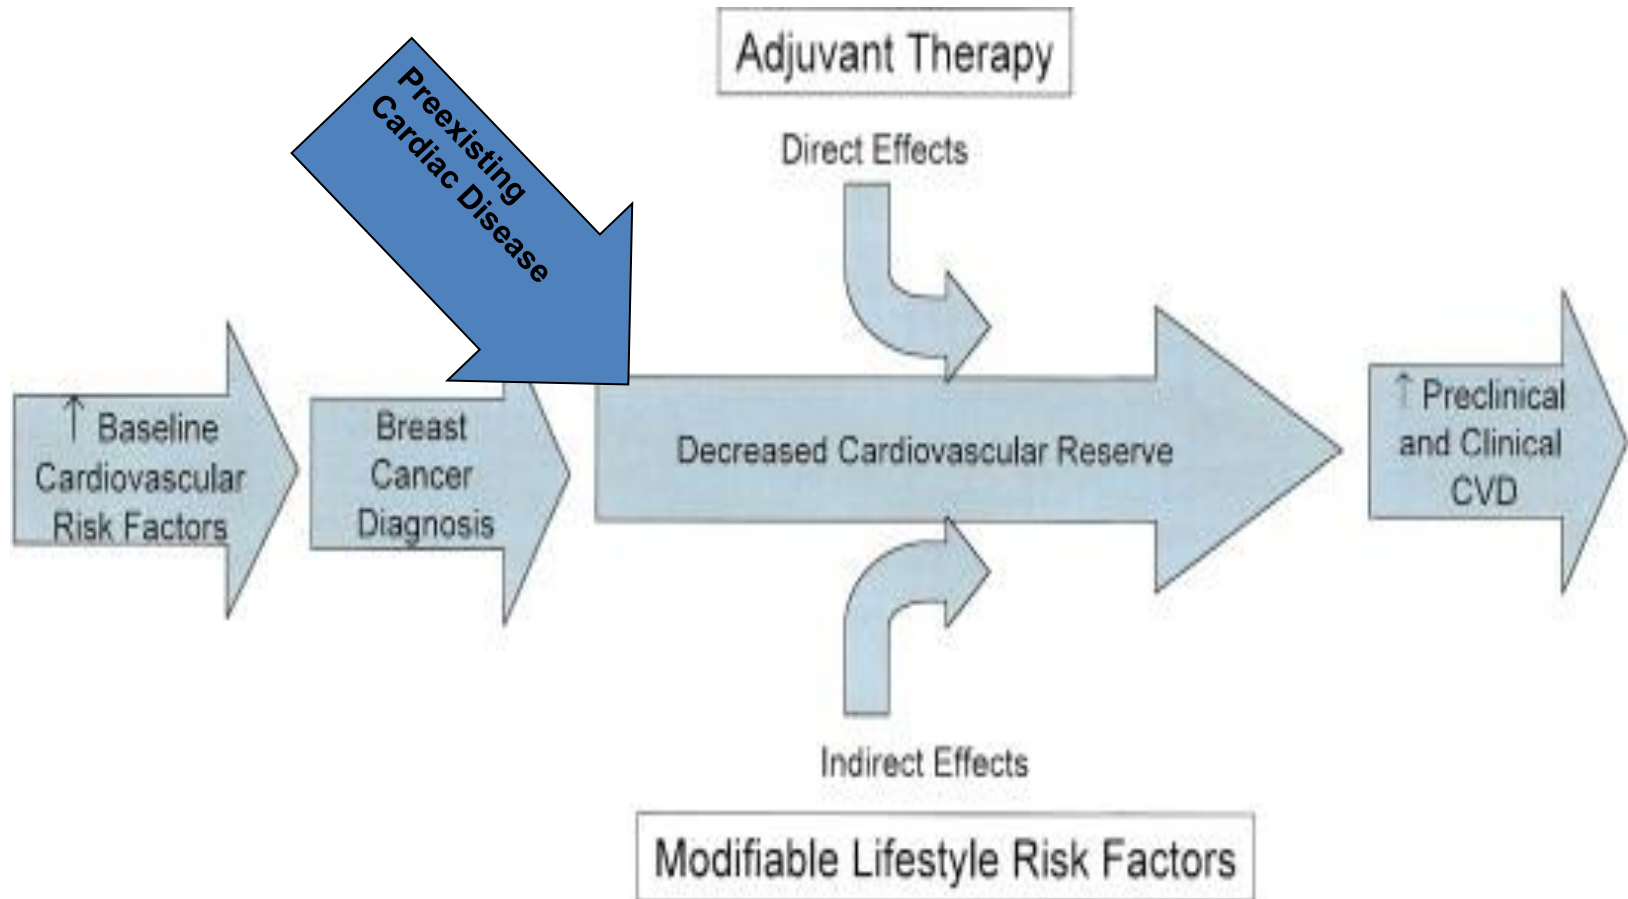 Adjuvant Therapy
Direct Effects
Preexisting
Cardiac Disease
↑ Baseline
Cardiovascular
Risk Factors
Breast
Cancer
Diagnosis
Decreased Cardiovascular Reserve
↑ Preclinical
and Clinical
CVD
Indirect Effects
Modifiable Lifestyle Risk Factors